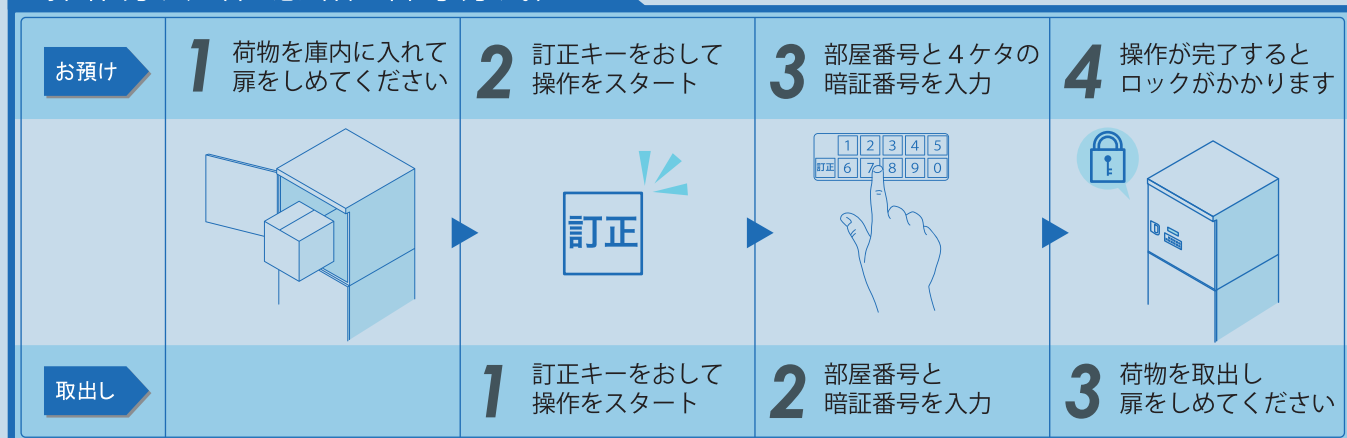 お預け
1 荷物を庫内に入れて
扉をしめてください
2 訂正キーをおして
操作をスタート
3 部屋番号と4ケタの
暗証番号を入力
4 操作が完了すると
ロックがかかります
訂正
1 2 3 4 5
訂正 6 7 8 9 0
取出し
1 訂正キーをおして
操作をスタート
2 部屋番号と
暗証番号を入力
3 荷物を取出し
扉をしめてください